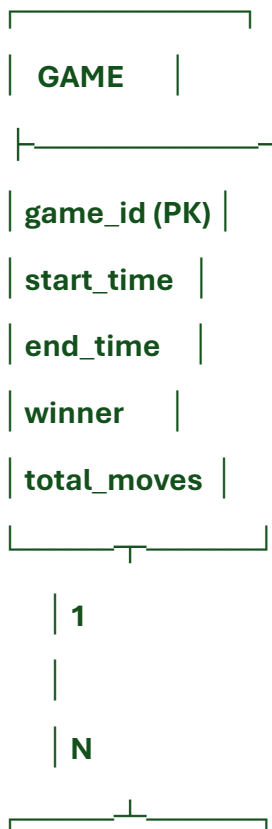 GAME
game_id (PK)
start_time
end_time
winner
total_moves
1
N